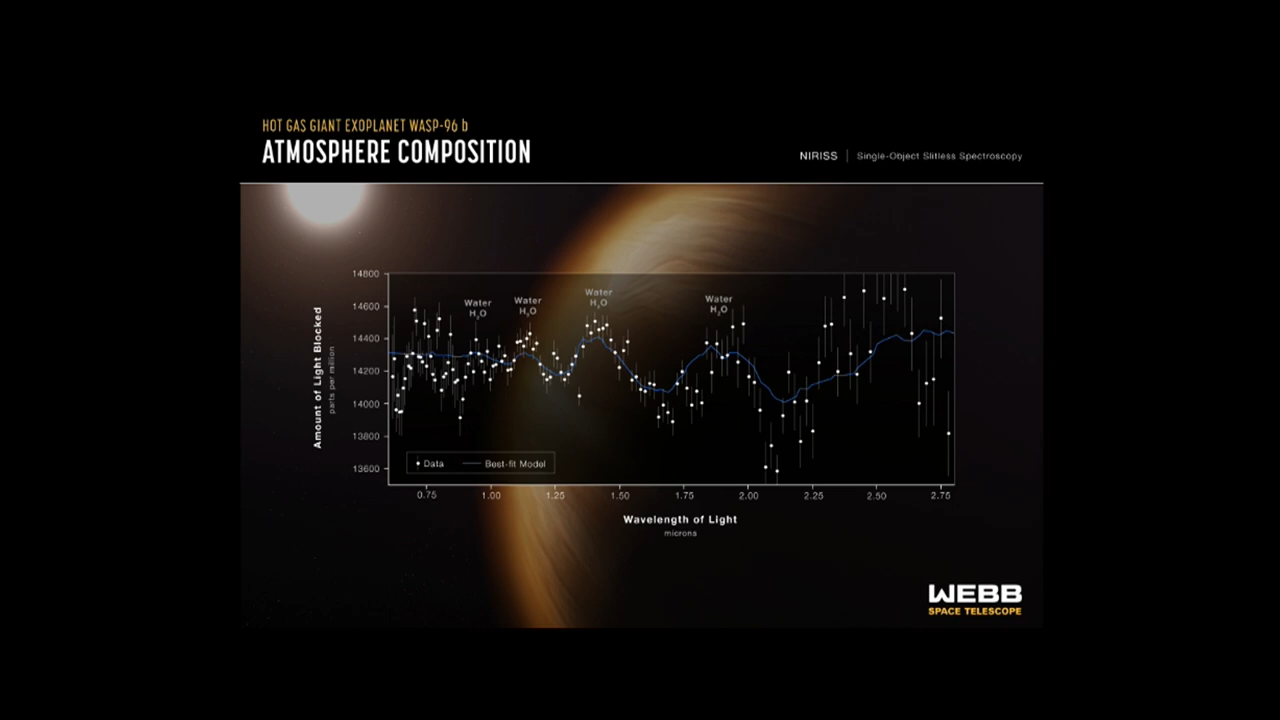 HOT GAS GIANT EXOPLANET WASP-96 b
ATMOSPHERE COMPOSITION
NIRISS | Single-Object Slitless Spectroscopy
14800
14600
14400
14200
14000
13800
13600
Amount of Light Blocked
parts per million
Water
H₂O
Water
H₂O
Water
H₂O
Water
H₂O
Data
Best-fit Model
0.75 1.00 1.25 1.50 1.75 2.00 2.25 2.50 2.75
Wavelength of Light
microns
WEBB
SPACE TELESCOPE